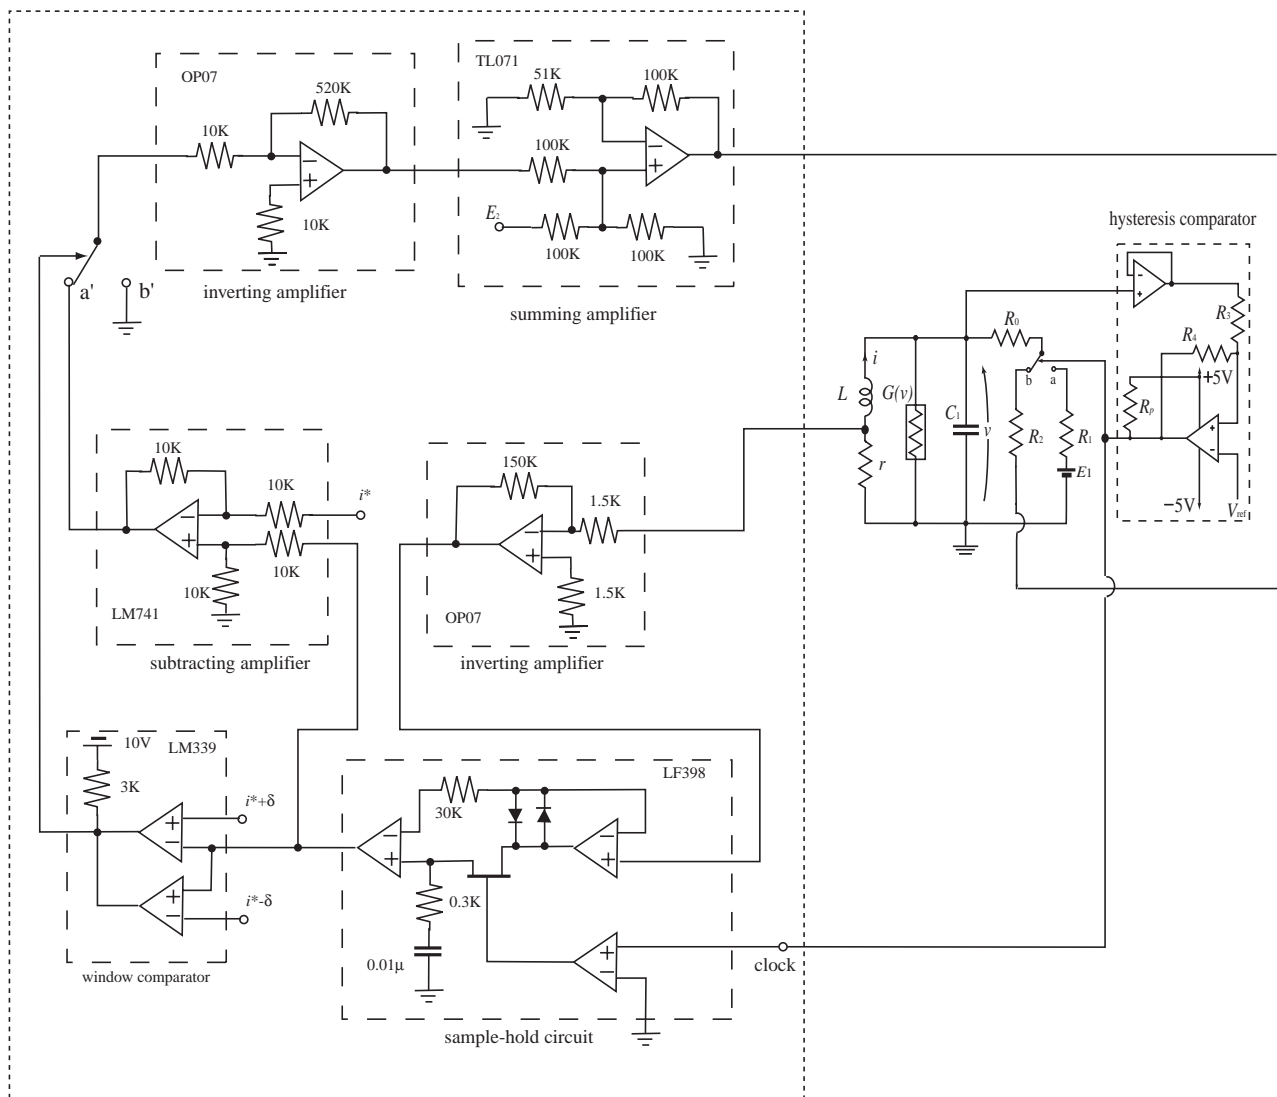 OP07
520K
10K
10K
inverting amplifier
TL071
51K
100K
100K
E2
100K
100K
summing amplifier
a'
b'
hysteresis comparator
R3
R4
+5V
Rp
−5V
Vref
R0
i
L
G(v)
C1
v
b
a
R2
R1
E1
r
10K
10K
i*
10K
10K
LM741
subtracting amplifier
150K
1.5K
1.5K
OP07
inverting amplifier
10V
LM339
3K
i*+δ
i*-δ
window comparator
LF398
30K
0.3K
0.01μ
clock
sample-hold circuit